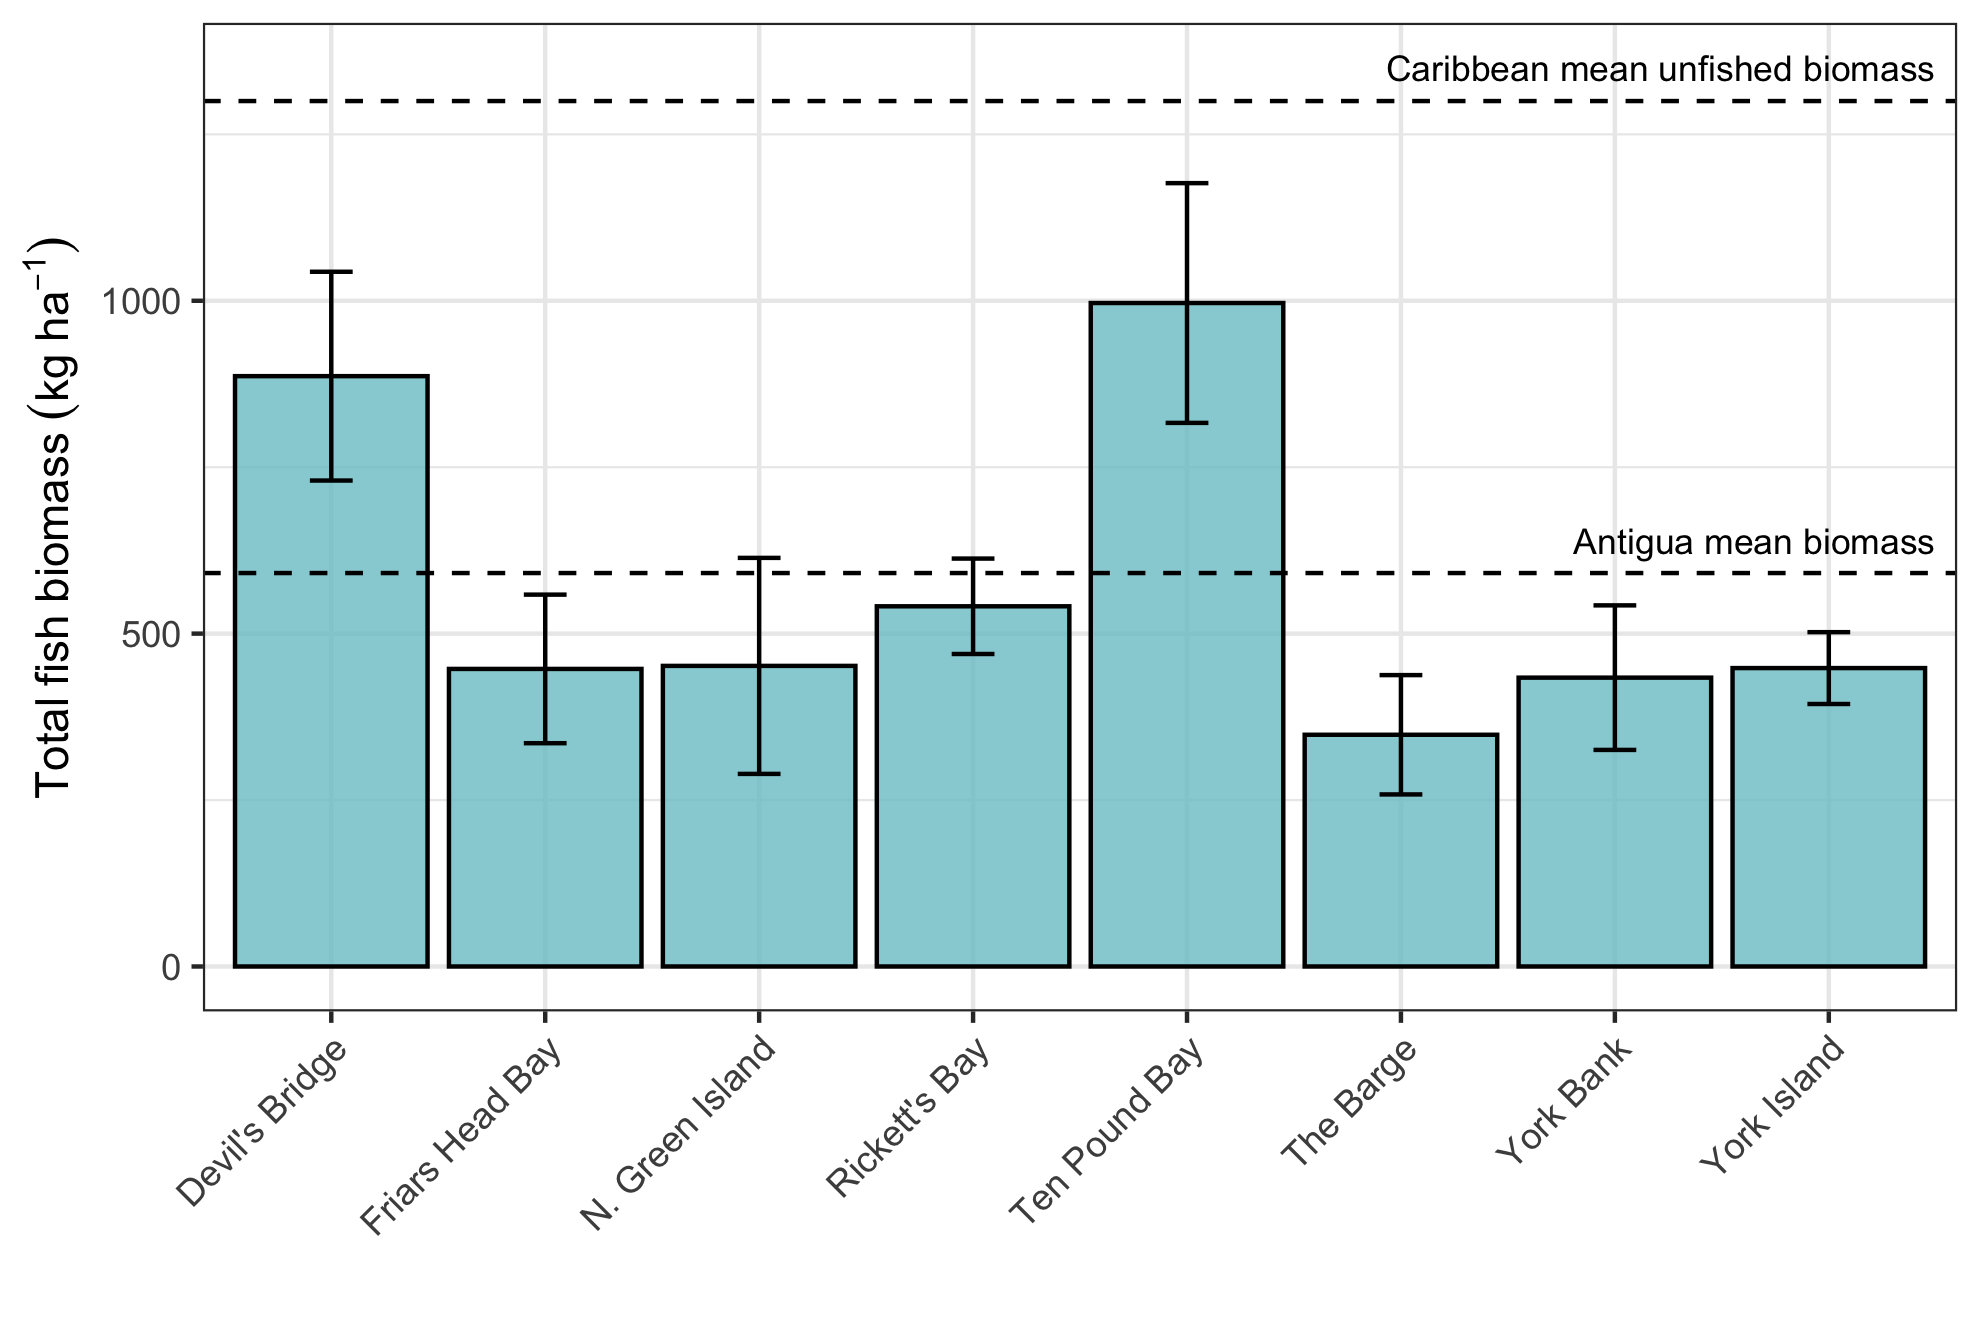 Caribbean mean unfished biomass
Antigua mean biomass
Total fish biomass (kg ha⁻¹)
1000
500
0
Devil's Bridge
Friars Head Bay
N. Green Island
Rickett's Bay
Ten Pound Bay
The Barge
York Bank
York Island